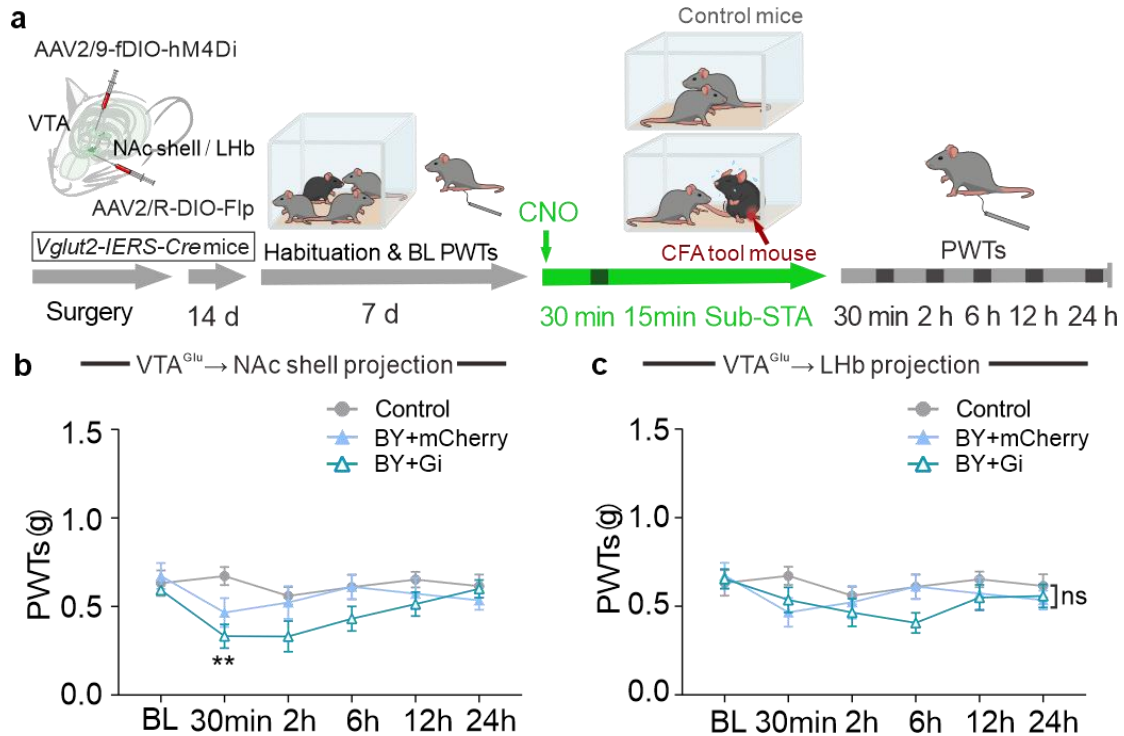 a
Control mice
AAV2/9-fDIO-hM4Di
VTA
NAc shell / LHb
AAV2/R-DIO-Flp
CNO
Vglut2-IERS-Cre mice
Habituation & BL PWTs
CFA tool mouse
PWTs
Surgery
14 d
7 d
30 min 15min Sub-STA
30 min 2 h 6 h 12 h 24 h
b
VTAGlu → NAc shell projection
Control
BY+mCherry
BY+Gi
PWTs (g)
1.5
1.0
0.5
0.0
**
BL 30min 2h 6h 12h 24h
c
VTAGlu → LHb projection
Control
BY+mCherry
BY+Gi
PWTs (g)
1.5
1.0
0.5
0.0
ns
BL 30min 2h 6h 12h 24h